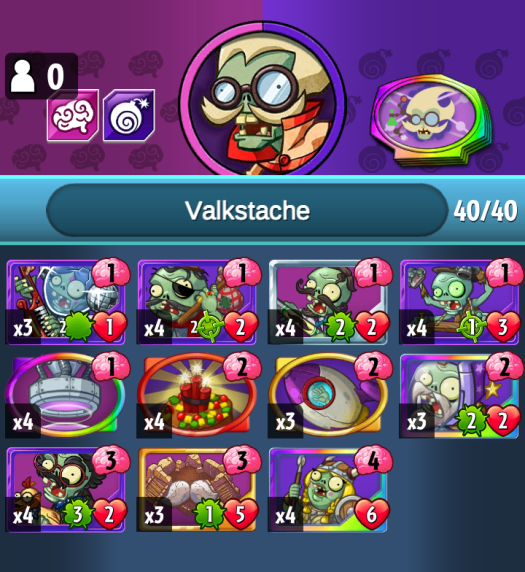 0
Valkstache 40/40
1 1 1 1
x3 2 1 x4 2 2 x4 2 2 x4 1 3
1 2 2 2
x4 x4 x3 x3 2 2
3 3 4
x4 3 2 x3 1 5 x4 6